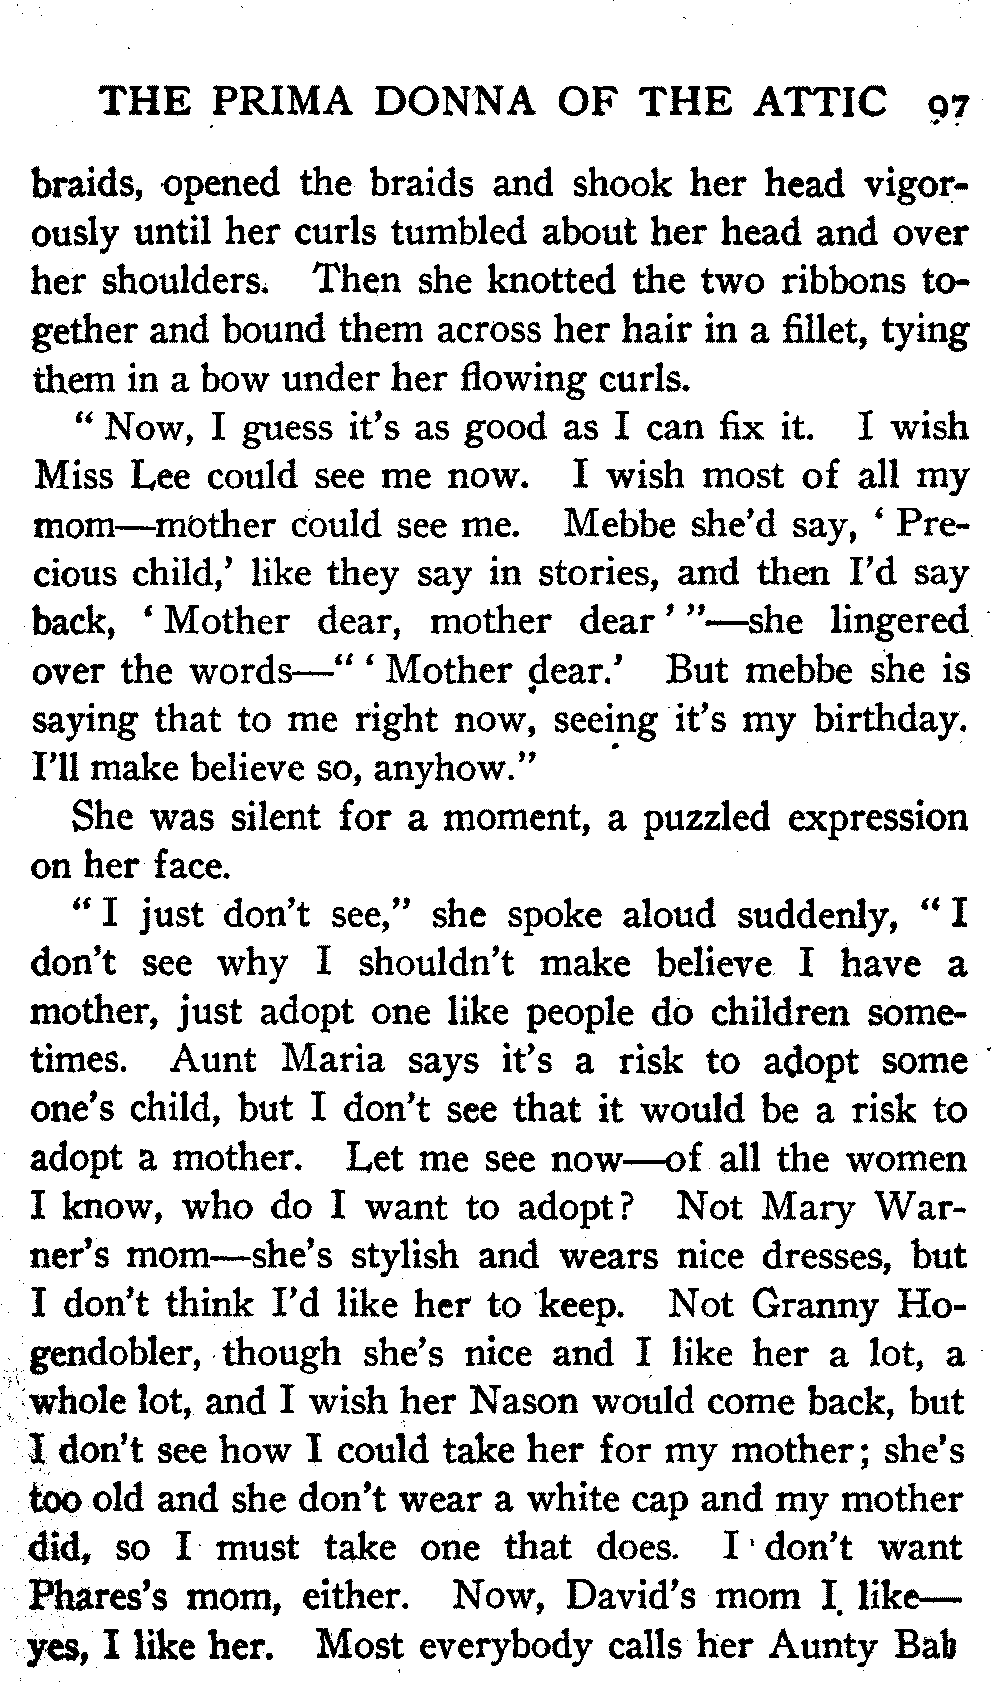 THE PRIMA DONNA OF THE ATTIC 97
braids, opened the braids and shook her head vigor-
ously until her curls tumbled about her head and over
her shoulders. Then she knotted the two ribbons to-
gether and bound them across her hair in a fillet, tying
them in a bow under her flowing curls.
" Now, I guess it's as good as I can fix it. I wish
Miss Lee could see me now. I wish most of all my
mom—mother could see me. Mebbe she'd say, ' Pre-
cious child,' like they say in stories, and then I'd say
back, ' Mother dear, mother dear ' "—she lingered
over the words—" ' Mother dear.' But mebbe she is
saying that to me right now, seeing it's my birthday.
I'll make believe so, anyhow."
She was silent for a moment, a puzzled expression
on her face.
" I just don't see," she spoke aloud suddenly, " I
don't see why I shouldn't make believe I have a
mother, just adopt one like people do children some-
times. Aunt Maria says it's a risk to adopt some
one's child, but I don't see that it would be a risk to
adopt a mother. Let me see now—of all the women
I know, who do I want to adopt? Not Mary War-
ner's mom—she's stylish and wears nice dresses, but
I don't think I'd like her to keep. Not Granny Ho-
gendobler, though she's nice and I like her a lot, a
whole lot, and I wish her Nason would come back, but
I don't see how I could take her for my mother; she's
too old and she don't wear a white cap and my mother
did, so I must take one that does. I don't want
Phares's mom, either. Now, David's mom I like—
yes, I like her. Most everybody calls her Aunty Bab